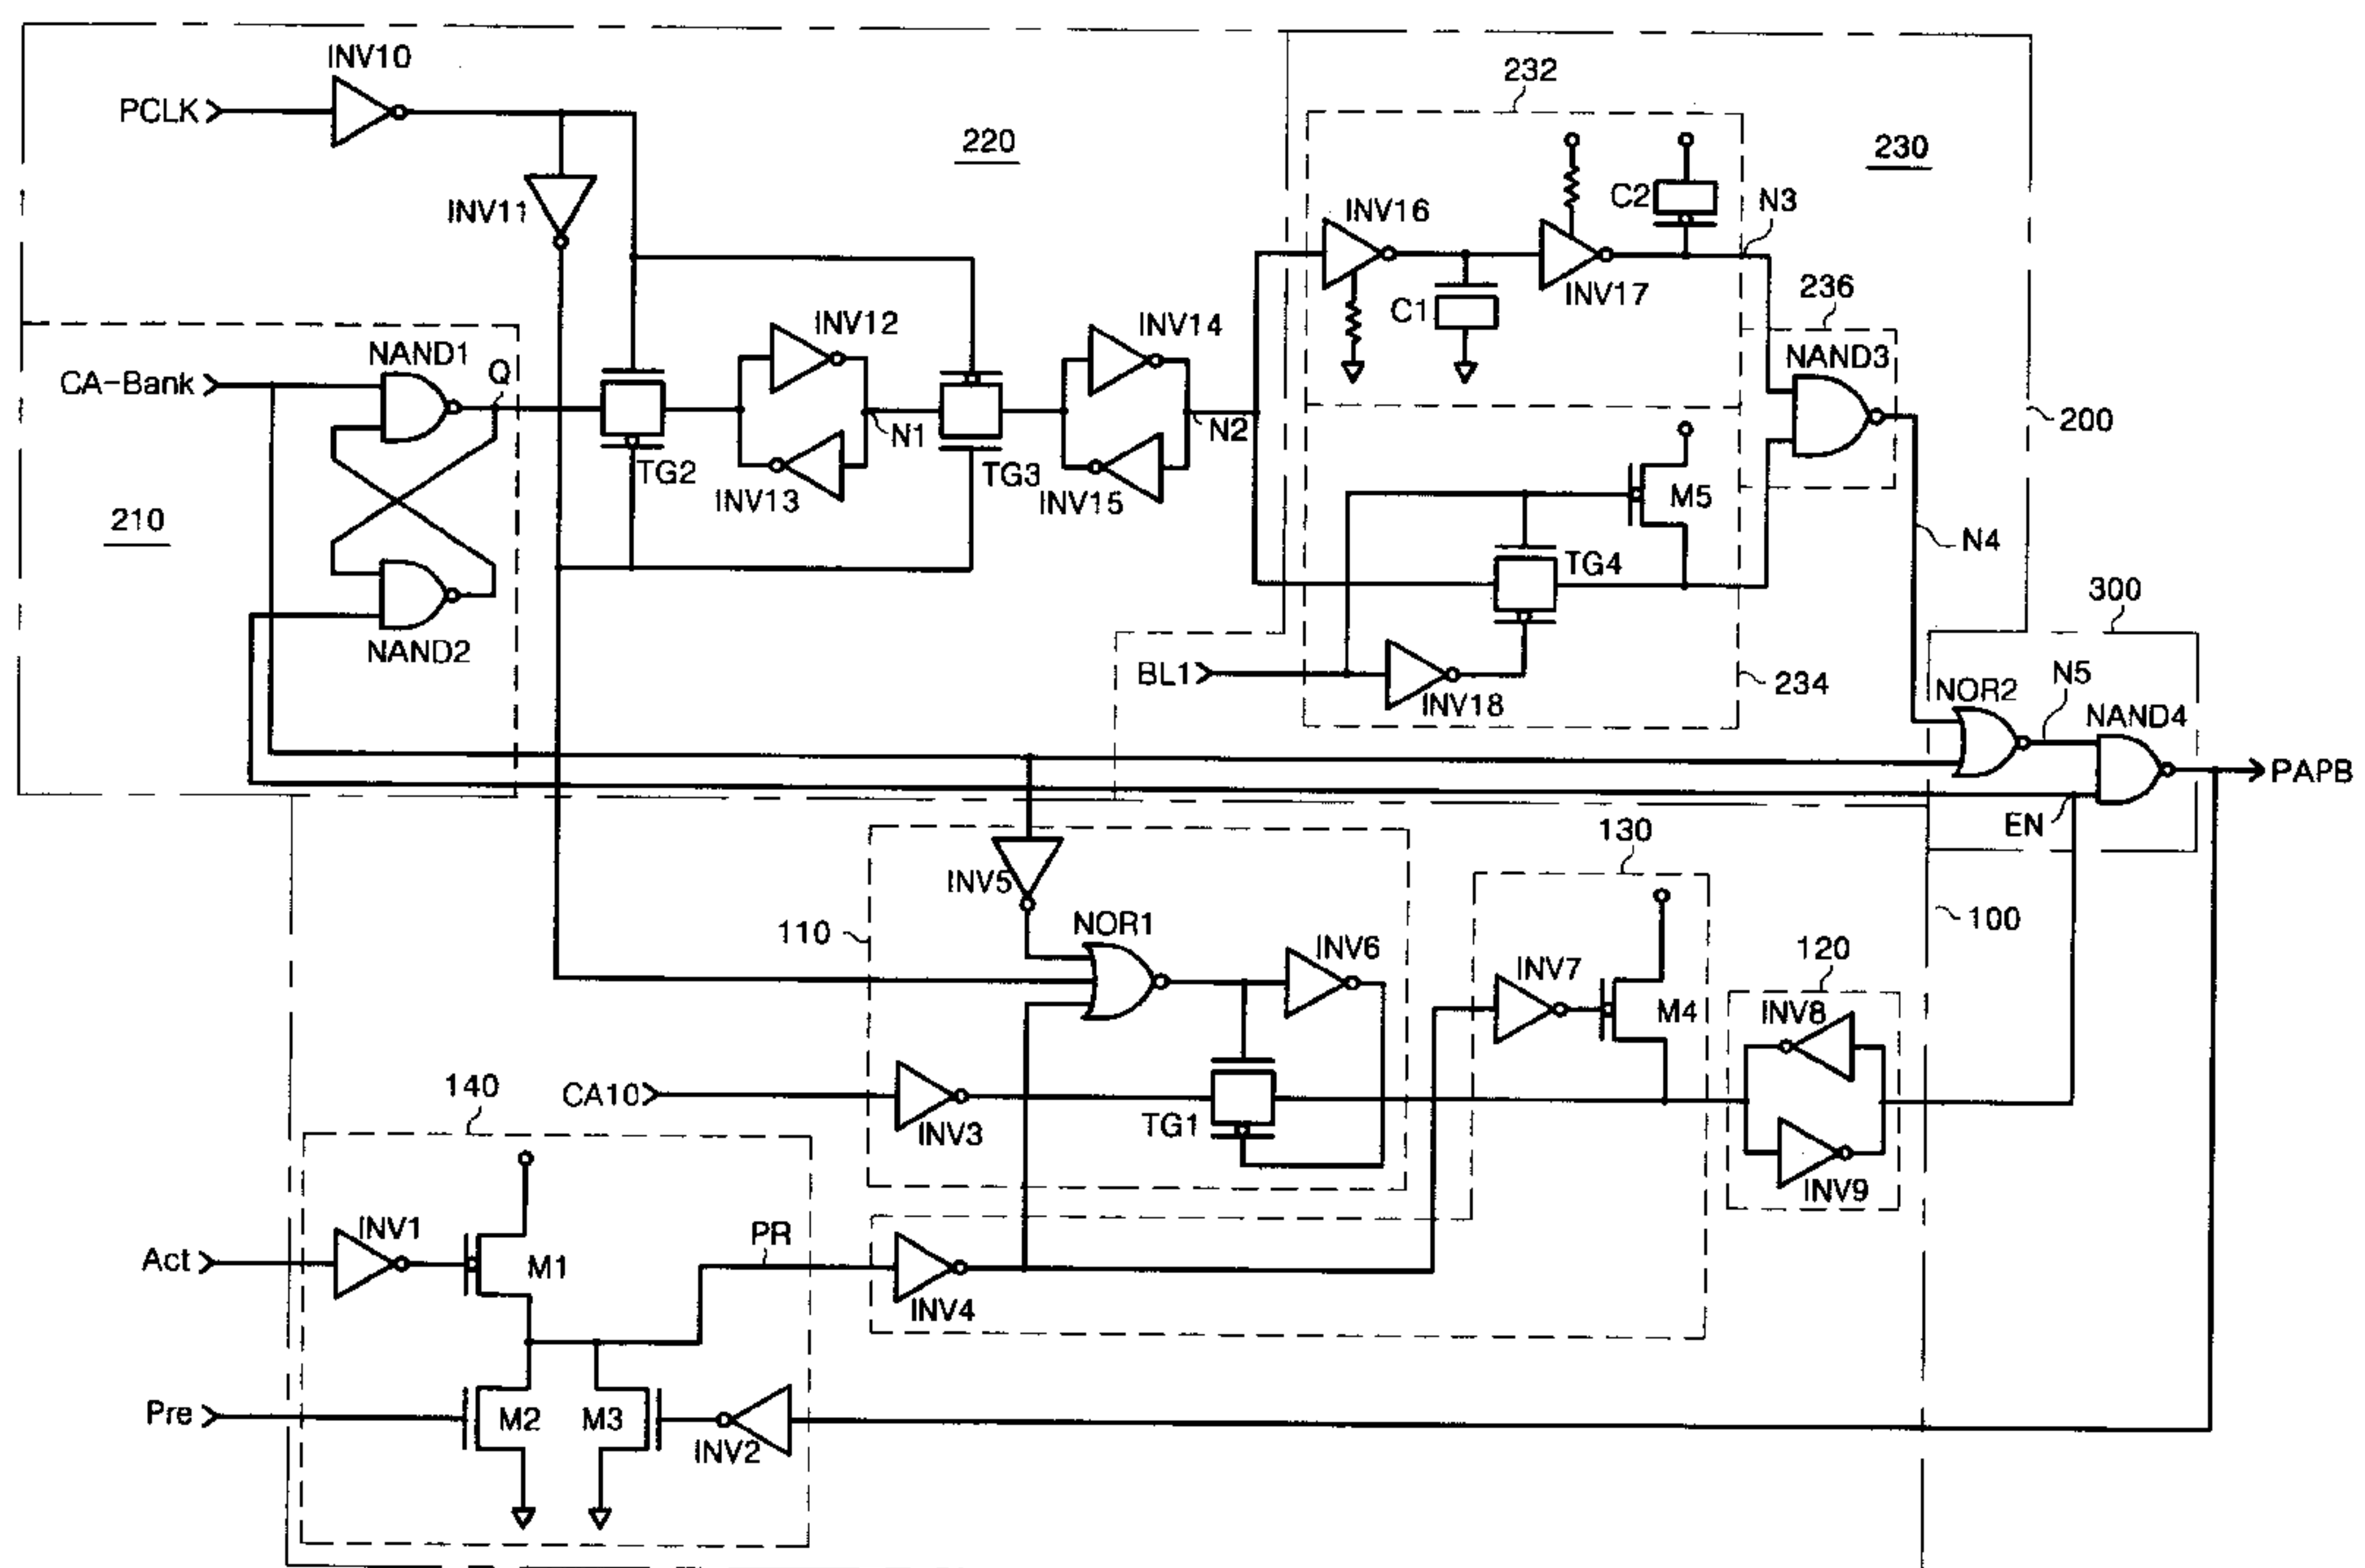 INV10
PCLK
INV11
220
232
230
INV16
C2
N3
C1
INV17
236
NAND3
INV12
INV14
CA-Bank
NAND1
Q
N1
N2
200
TG2
INV13
TG3
INV15
M5
210
TG4
N4
NAND2
300
BL1
INV18
234
NOR2
N5
NAND4
PAPB
EN
130
INV5
110
NOR1
INV6
INV7
M4
100
120
INV8
140
CA10
INV3
TG1
INV9
INV1
PR
Act
M1
INV4
Pre
M2
M3
INV2